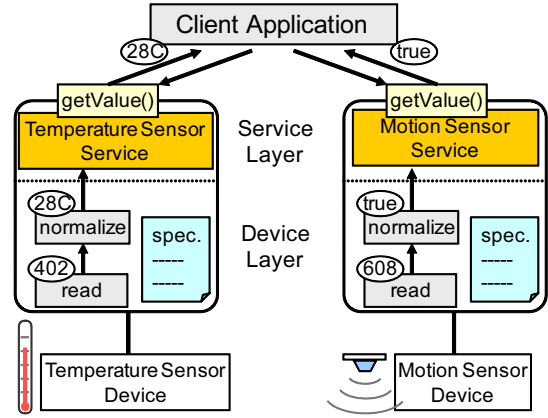 Client Application
28C
true
getValue()
getValue()
Temperature Sensor
Service
Service
Layer
Motion Sensor
Service
28C
normalize
spec.
-----
-----
402
read
Device
Layer
true
normalize
spec.
-----
-----
608
read
Temperature Sensor
Device
Motion Sensor
Device